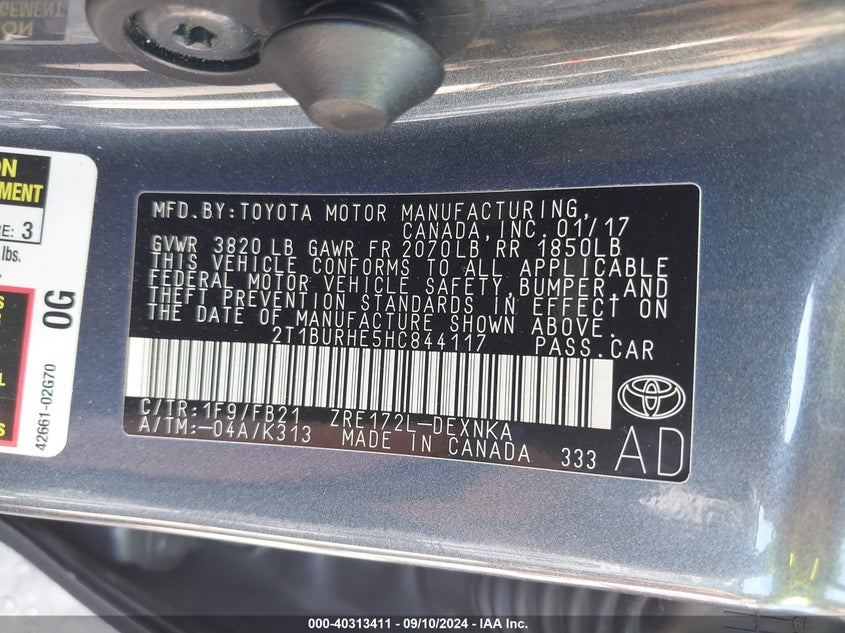 GEMENT
ON
ON
EMENT
RE: 3
lbs.
S
L
S
0G
42661-02G70
MFD.BY:TOYOTA MOTOR MANUFACTURING,
CANADA,INC. 01/17
GVWR 3820 LB GAWR FR 2070LB, RR 1850LB
THIS VEHICLE CONFORMS TO ALL APPLICABLE
FEDERAL MOTOR VEHICLE SAFETY, BUMPER,AND
THEFT PREVENTION STANDARDS IN EFFECT ON
THE DATE OF MANUFACTURE SHOWN ABOVE.
2T1BURHE5HC844117 PASS.CAR
C/TR:1F9/FB21 ZRE172L-DEXNKA
A/TM:-04A/K313 MADE IN CANADA 333
AD
000-40313411 - 09/10/2024 - IAA Inc.